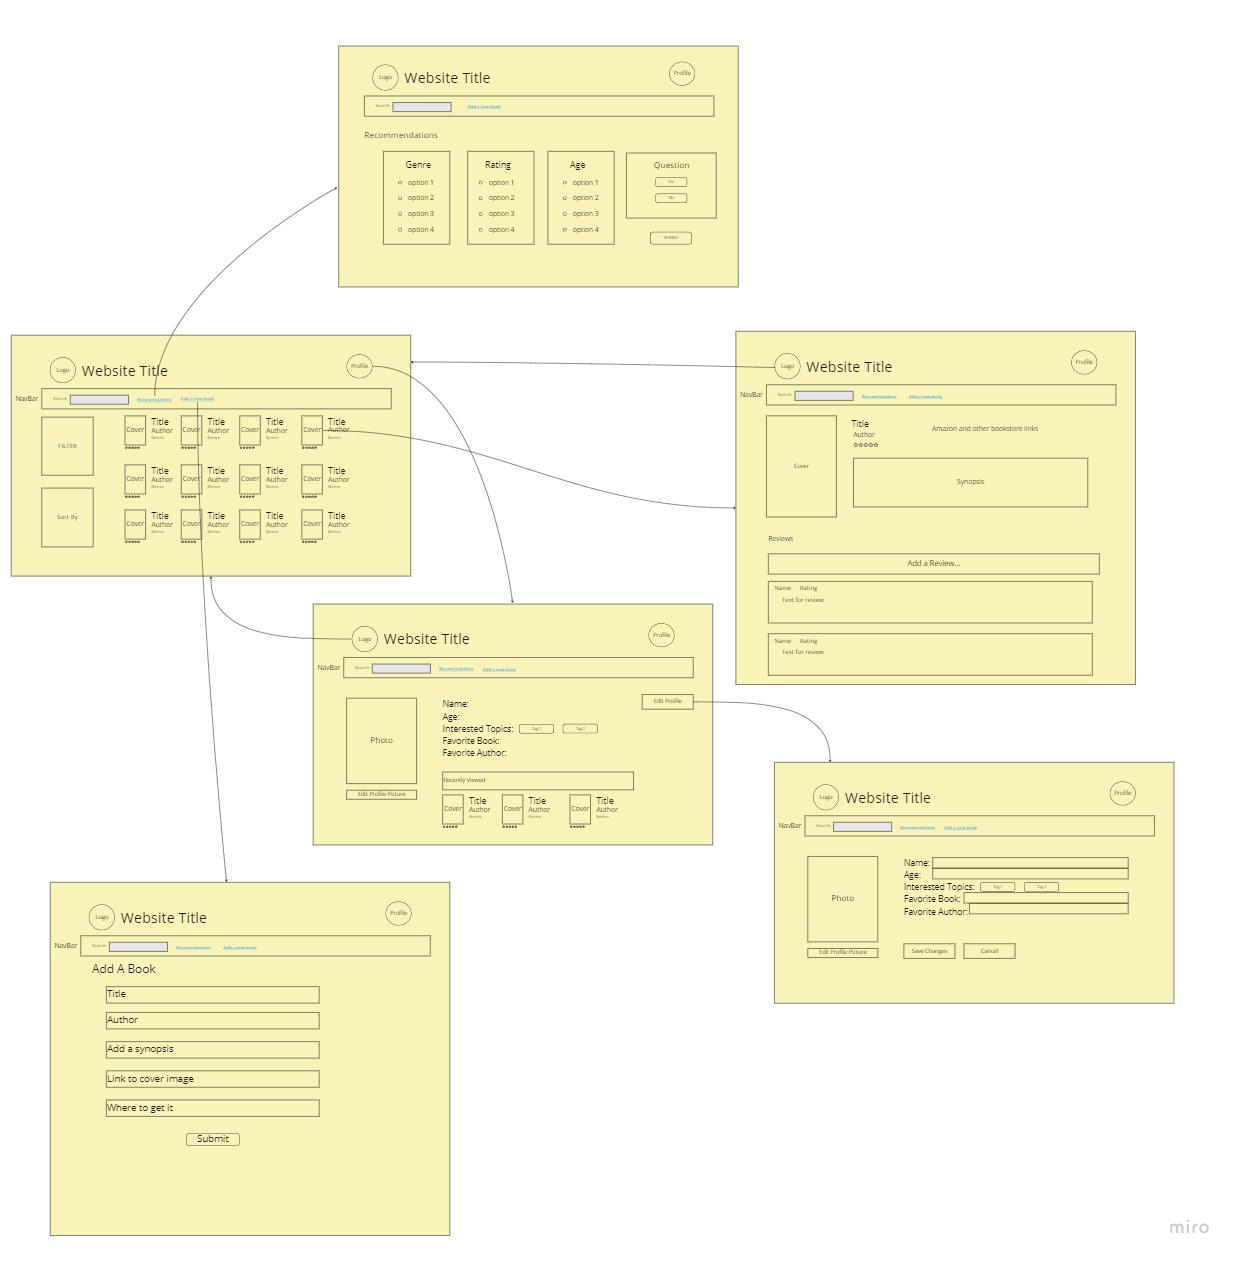 Logo Website Title Profile
Search Add a new book
Recommendations
Genre Rating Age Question
option 1 option 1 option 1 Yes
option 2 option 2 option 2 No
option 3 option 3 option 3
option 4 option 4 option 4
SEARCH
Logo Website Title Profile
NavBar Search Recommendations Add a new book
FILTER
Sort By
Cover Title Author Genre Cover Title Author Genre Cover Title Author Genre Cover Title Author Genre
Cover Title Author Genre Cover Title Author Genre Cover Title Author Genre Cover Title Author Genre
Cover Title Author Genre Cover Title Author Genre Cover Title Author Genre Cover Title Author Genre
Logo Website Title Profile
NavBar Search Recommendations Add a new book
Cover
Title
Author
☆☆☆☆☆
Amazon and other bookstore links
Synopsis
Reviews
Add a Review...
Name Rating
Text for review
Name Rating
Text for review
Logo Website Title Profile
NavBar Search Recommendations Add a new book
Photo
Edit Profile Picture
Edit Profile
Name:
Age:
Interested Topics: Tag 1 Tag 2
Favorite Book:
Favorite Author:
Recently Viewed
Cover Title Author Genre Cover Title Author Genre Cover Title Author Genre
Logo Website Title Profile
NavBar Search Recommendations Add a new book
Photo
Edit Profile Picture
Name:
Age:
Interested Topics: Tag 1 Tag 2
Favorite Book:
Favorite Author:
Save Changes Cancel
Logo Website Title Profile
NavBar Search Recommendations Add a new book
Add A Book
Title
Author
Add a synopsis
Link to cover image
Where to get it
Submit
miro